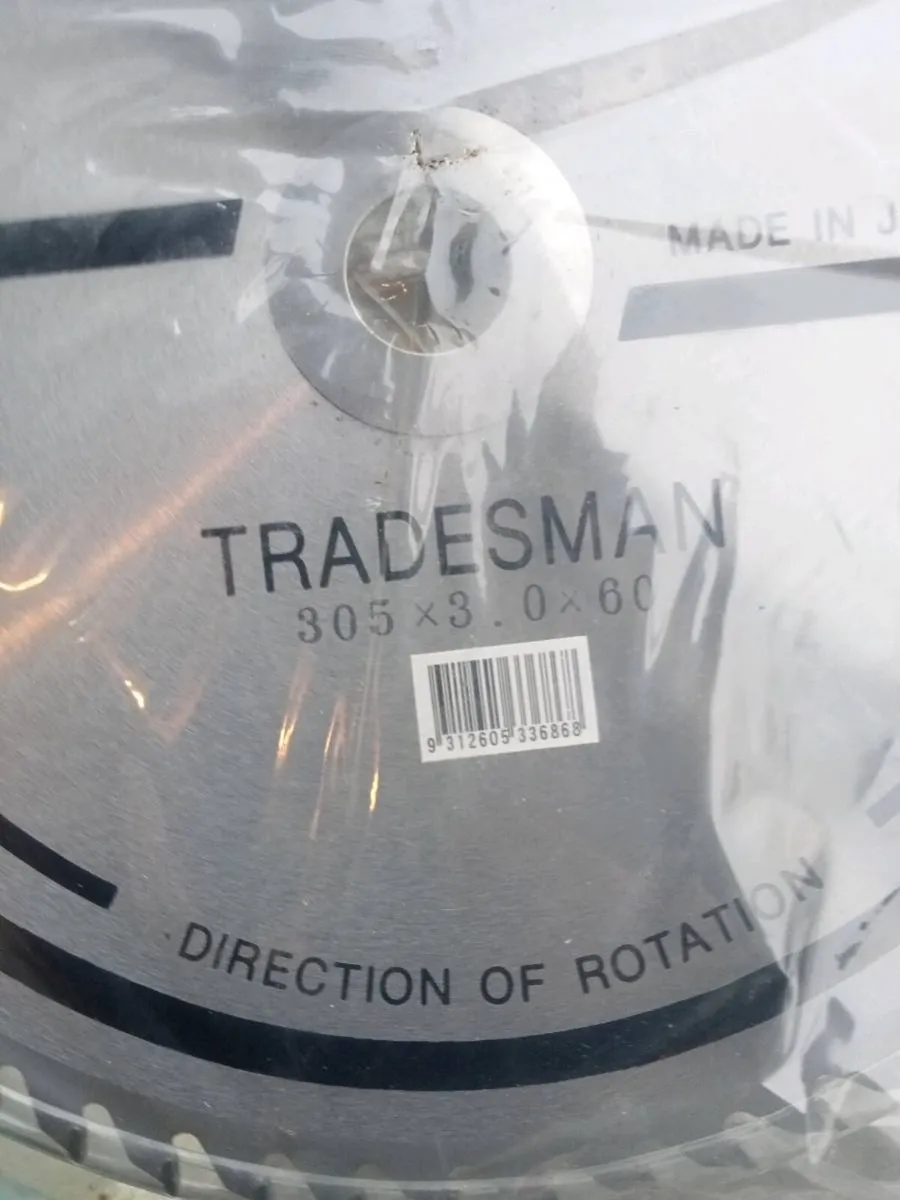 MADE IN J
TRADESMAN
305×3.0×60
9 312605 336868
DIRECTION OF ROTATION